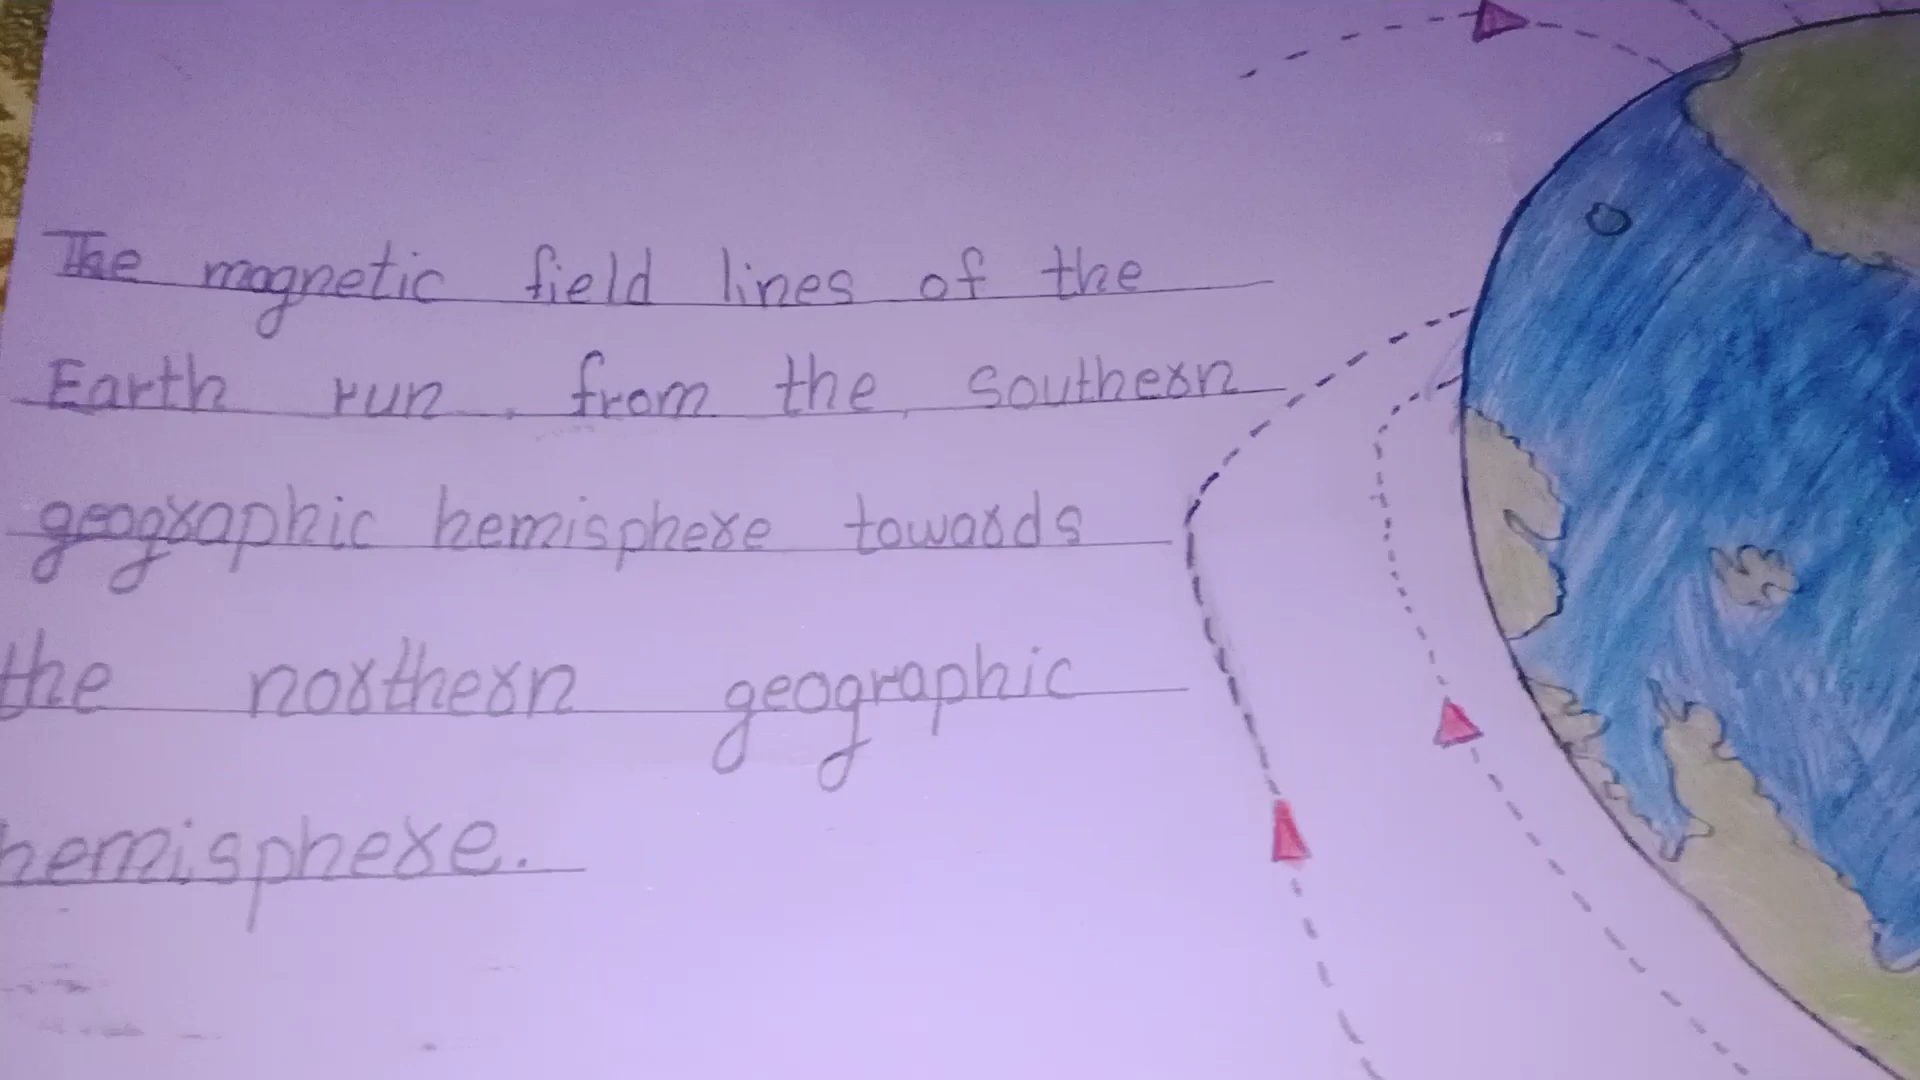 The magnetic field lines of the
Earth run from the southern
geographic hemisphere towards
the northern geographic
hemisphere.